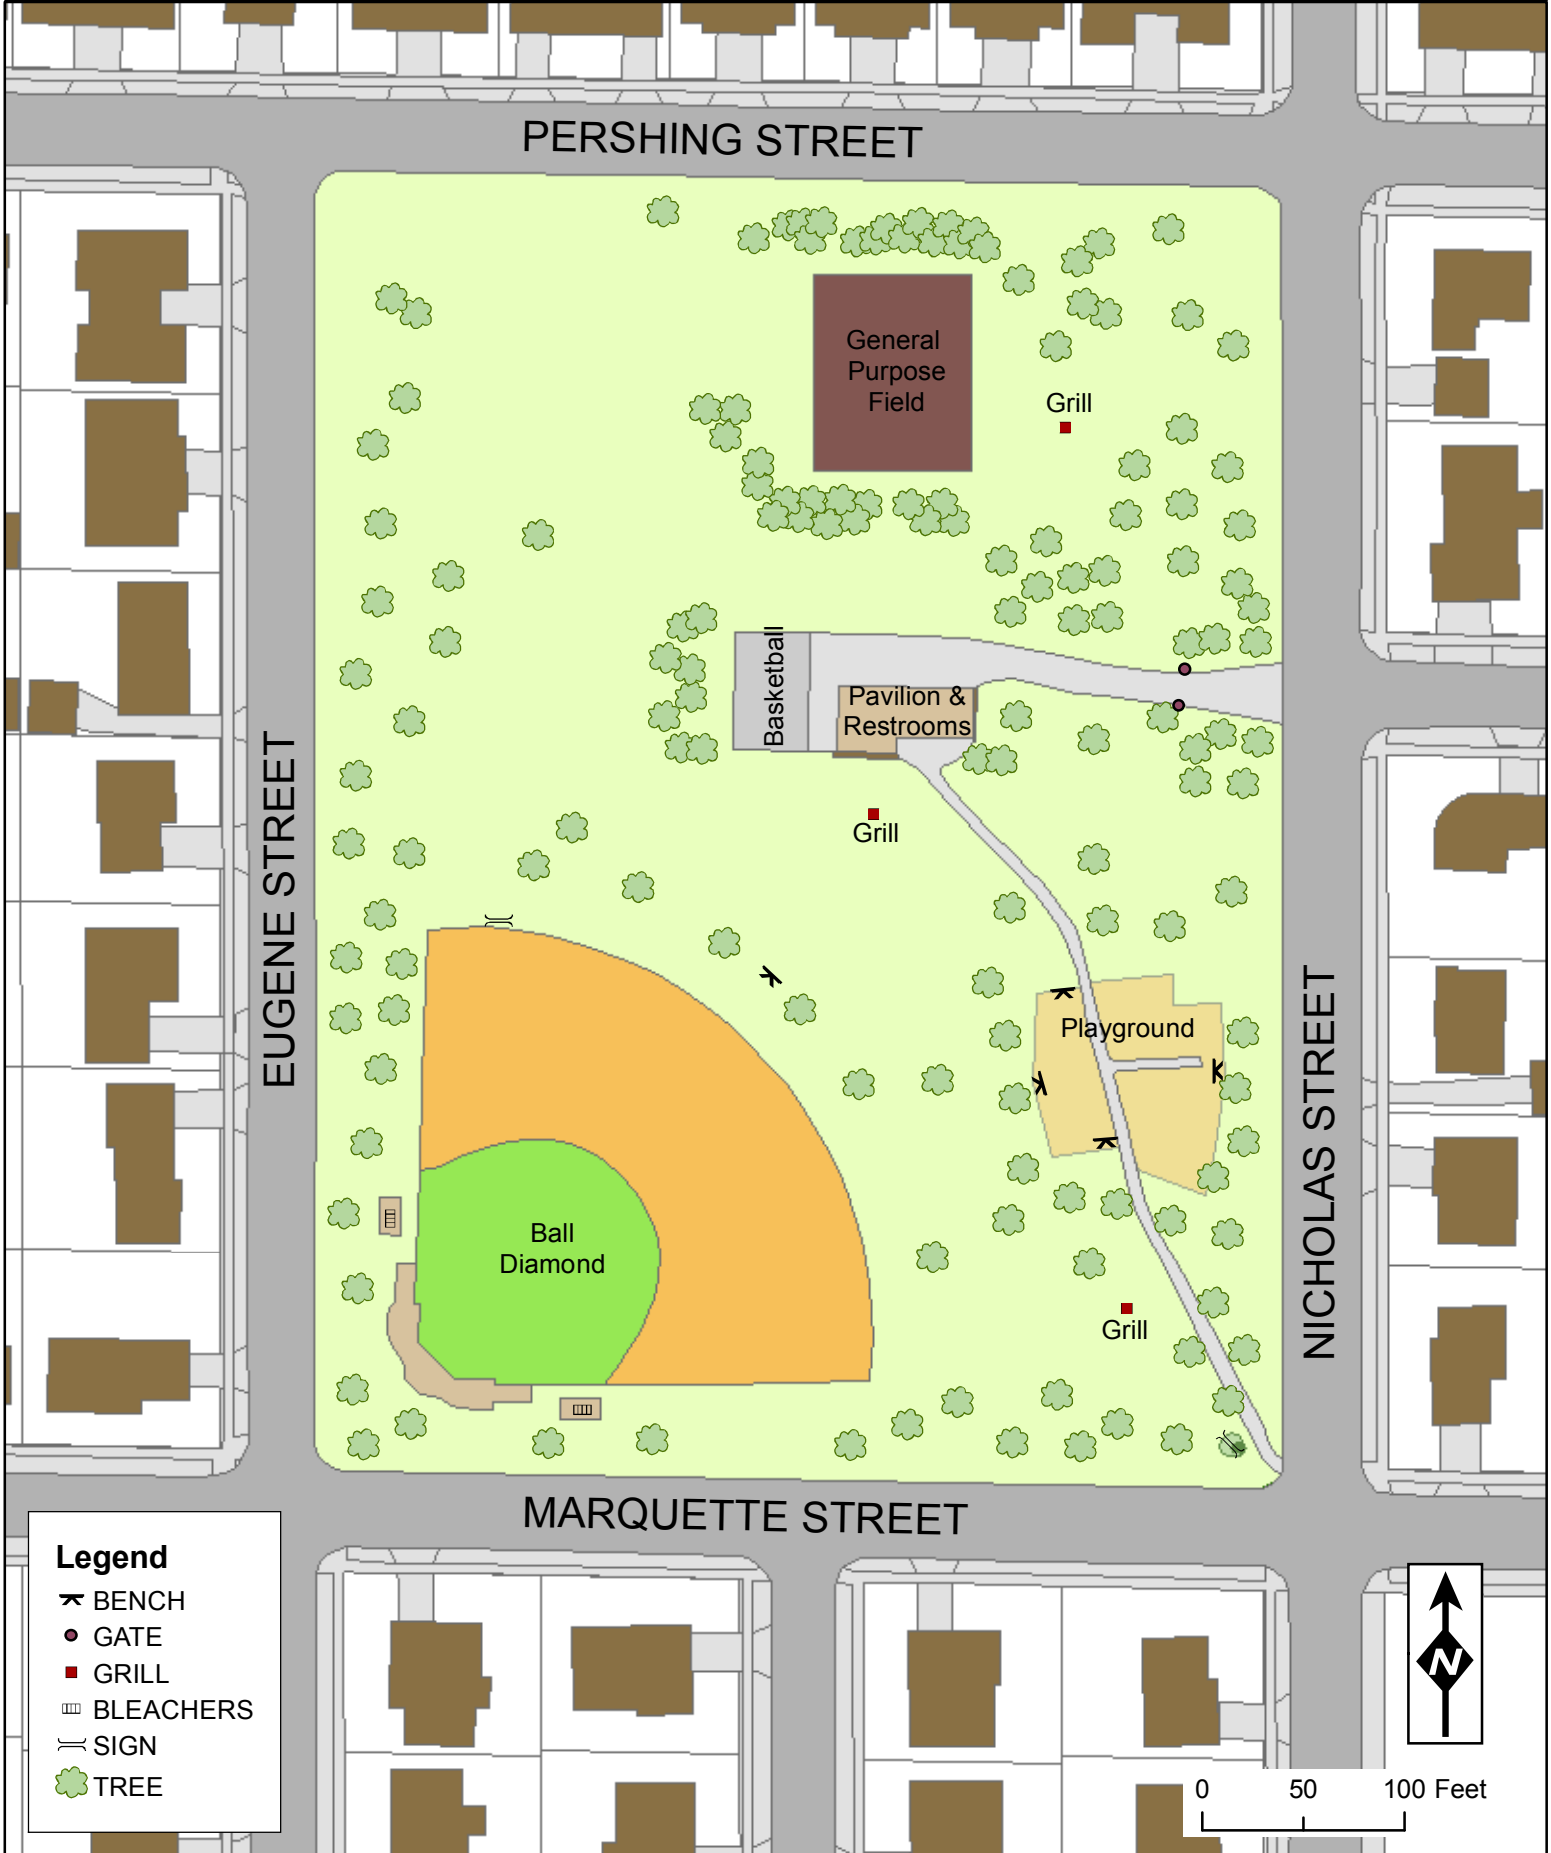 PERSHING STREET
General
Purpose
Field
Grill
Basketball
Pavilion &
Restrooms
Grill
EUGENE STREET
Playground
NICHOLAS STREET
Ball
Diamond
Grill
MARQUETTE STREET
Legend
BENCH
GATE
GRILL
BLEACHERS
SIGN
TREE
N
0 50 100 Feet